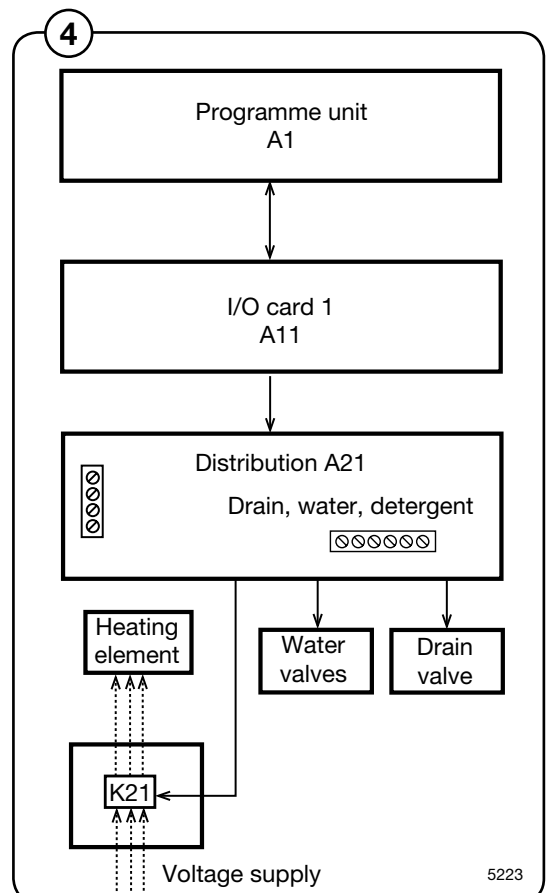 4
Programme unit
A1
I/O card 1
A11
Distribution A21
Drain, water, detergent
Heating
element
Water
valves
Drain
valve
K21
Voltage supply
5223